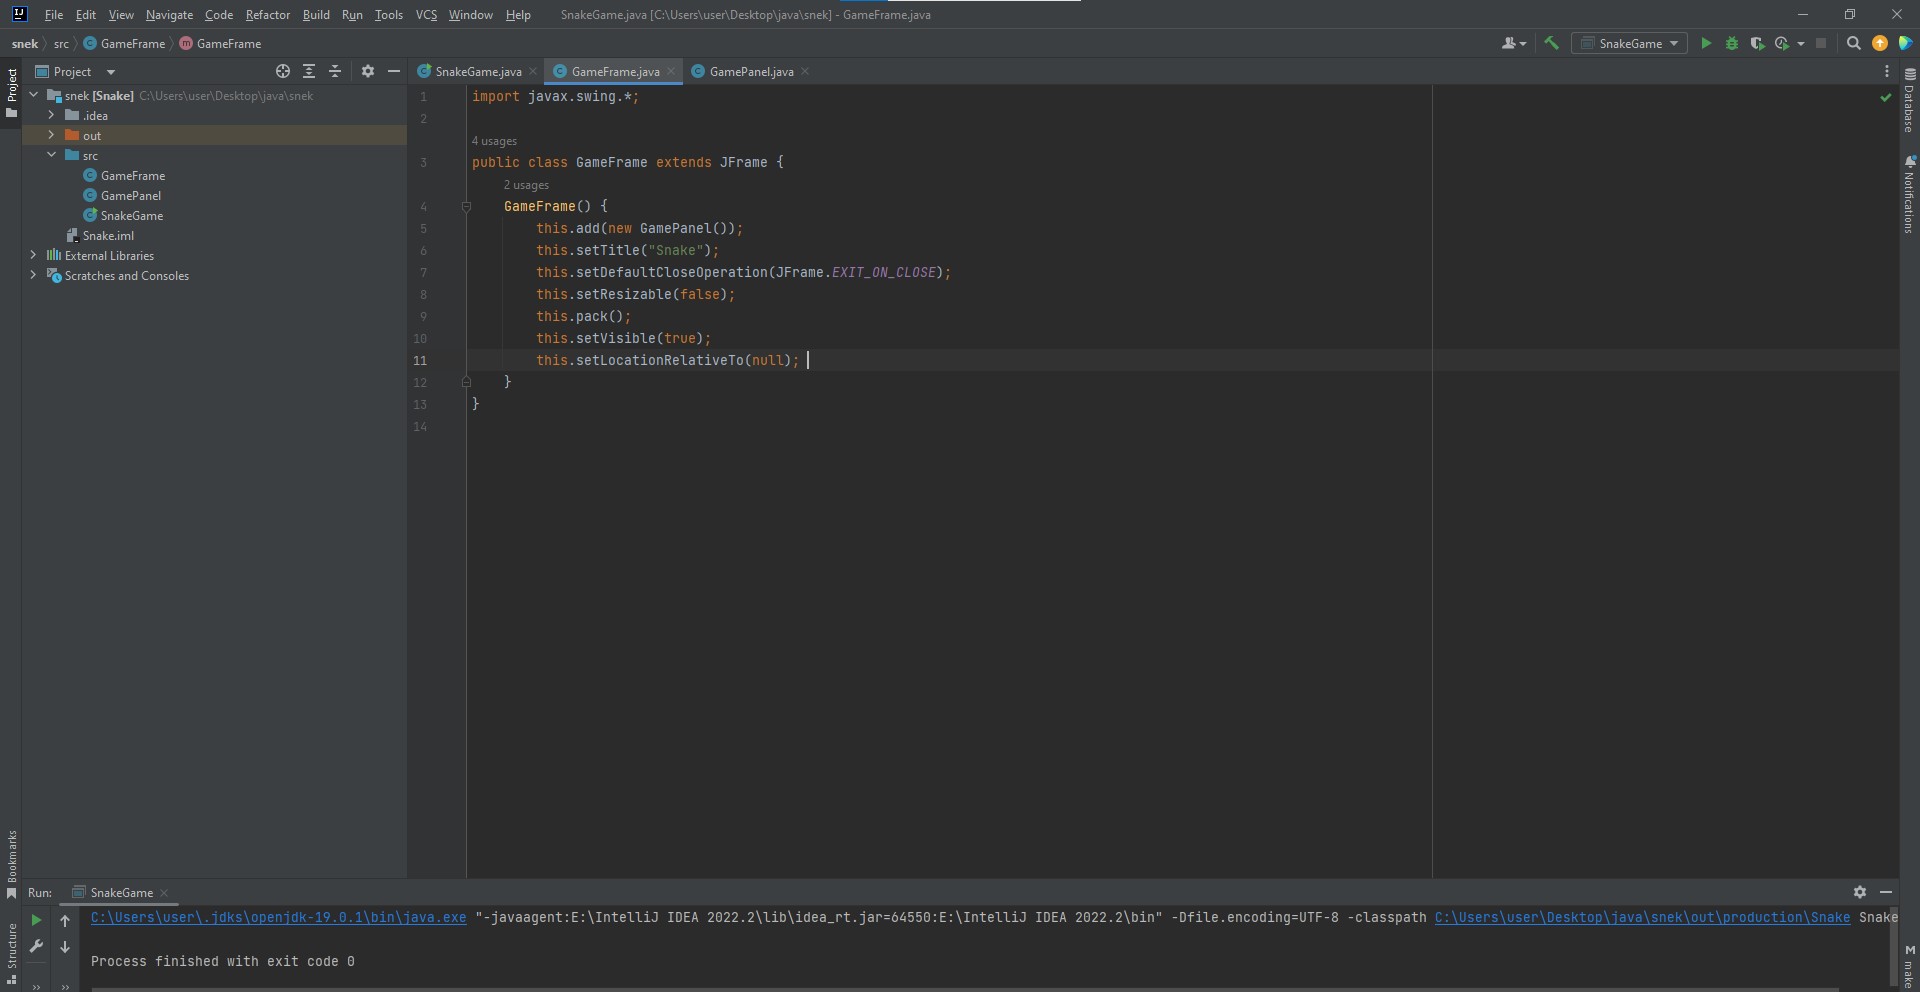 File Edit View Navigate Code Refactor Build Run Tools VCS Window Help SnakeGame.java [C:\Users\user\Desktop\java\snek] - GameFrame.java
snek src GameFrame m GameFrame SnakeGame
Project
Project
SnakeGame.java GameFrame.java GamePanel.java
snek [Snake] C:\Users\user\Desktop\java\snek
.idea
out
src
GameFrame
GamePanel
SnakeGame
Snake.iml
External Libraries
Scratches and Consoles
1 import javax.swing.*;
2
4 usages
3 public class GameFrame extends JFrame {
2 usages
4 GameFrame() {
5 this.add(new GamePanel());
6 this.setTitle("Snake");
7 this.setDefaultCloseOperation(JFrame.EXIT_ON_CLOSE);
8 this.setResizable(false);
9 this.pack();
10 this.setVisible(true);
11 this.setLocationRelativeTo(null);
12 }
13 }
14
Database
Notifications
Bookmarks
Structure
make
Run: SnakeGame
C:\Users\user\.jdks\openjdk-19.0.1\bin\java.exe "-javaagent:E:\IntelliJ IDEA 2022.2\lib\idea_rt.jar=64550:E:\IntelliJ IDEA 2022.2\bin" -Dfile.encoding=UTF-8 -classpath C:\Users\user\Desktop\java\snek\out\production\Snake Snake
Process finished with exit code 0